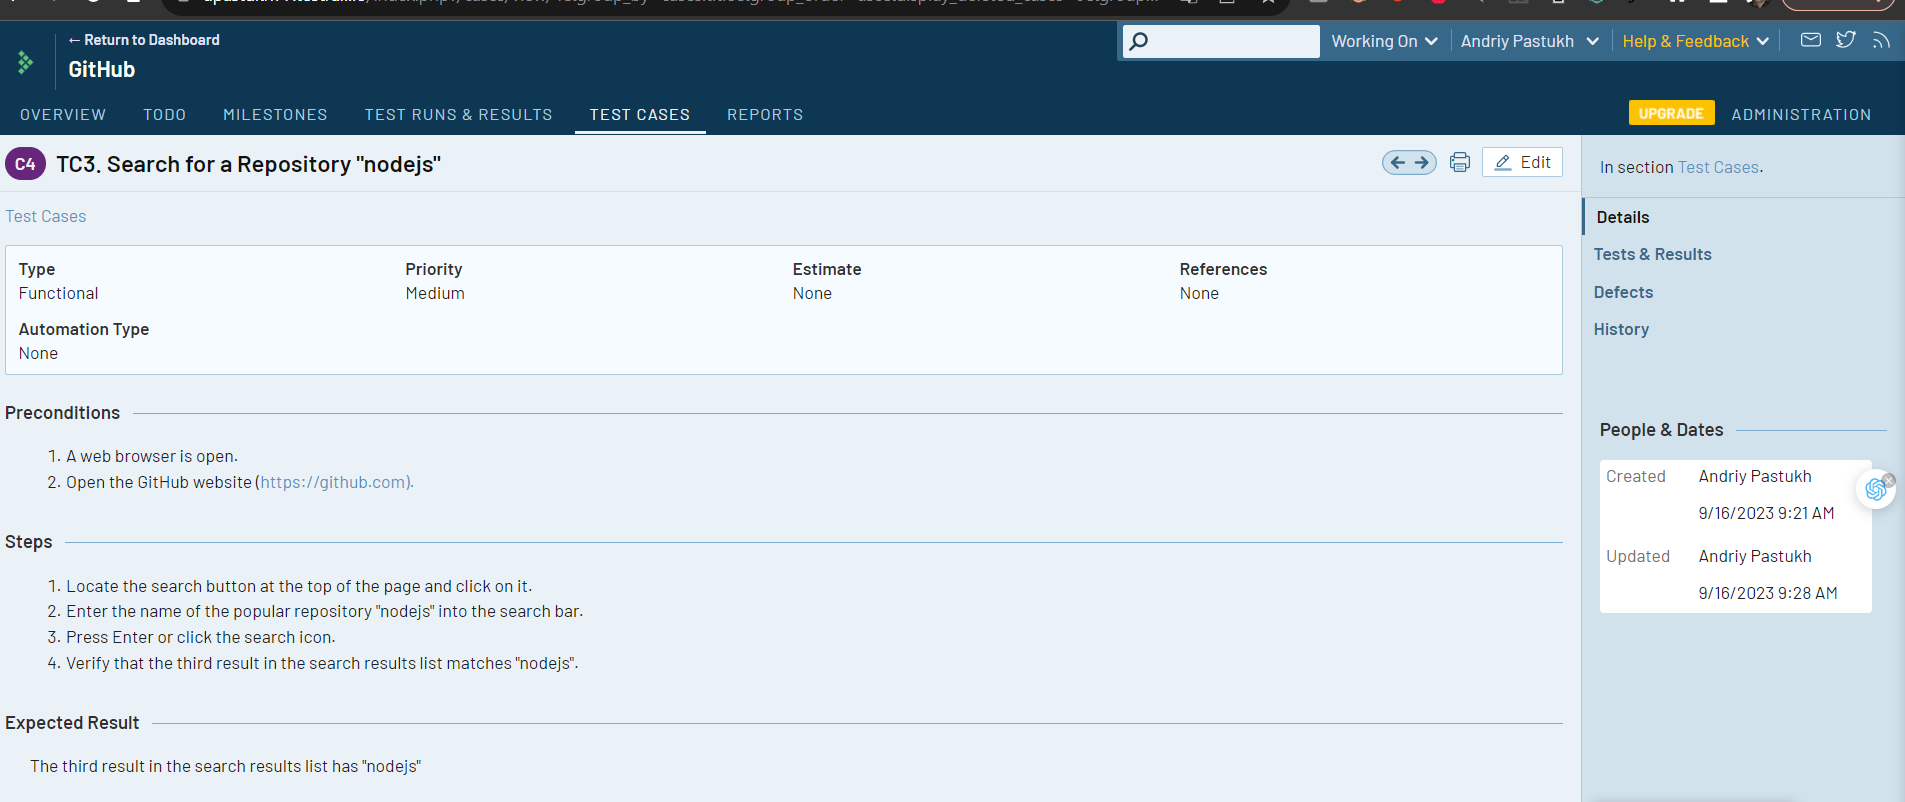 ← Return to Dashboard
GitHub
Working On
Andriy Pastukh
Help & Feedback
OVERVIEW
TODO
MILESTONES
TEST RUNS & RESULTS
TEST CASES
REPORTS
UPGRADE
ADMINISTRATION
C4
TC3. Search for a Repository "nodejs"
Edit
In section Test Cases.
Test Cases
Details
Tests & Results
Defects
History
Type
Functional
Priority
Medium
Estimate
None
References
None
Automation Type
None
Preconditions
1. A web browser is open.
2. Open the GitHub website (https://github.com).
Steps
1. Locate the search button at the top of the page and click on it.
2. Enter the name of the popular repository "nodejs" into the search bar.
3. Press Enter or click the search icon.
4. Verify that the third result in the search results list matches "nodejs".
Expected Result
The third result in the search results list has "nodejs"
People & Dates
Created
Andriy Pastukh
9/16/2023 9:21 AM
Updated
Andriy Pastukh
9/16/2023 9:28 AM